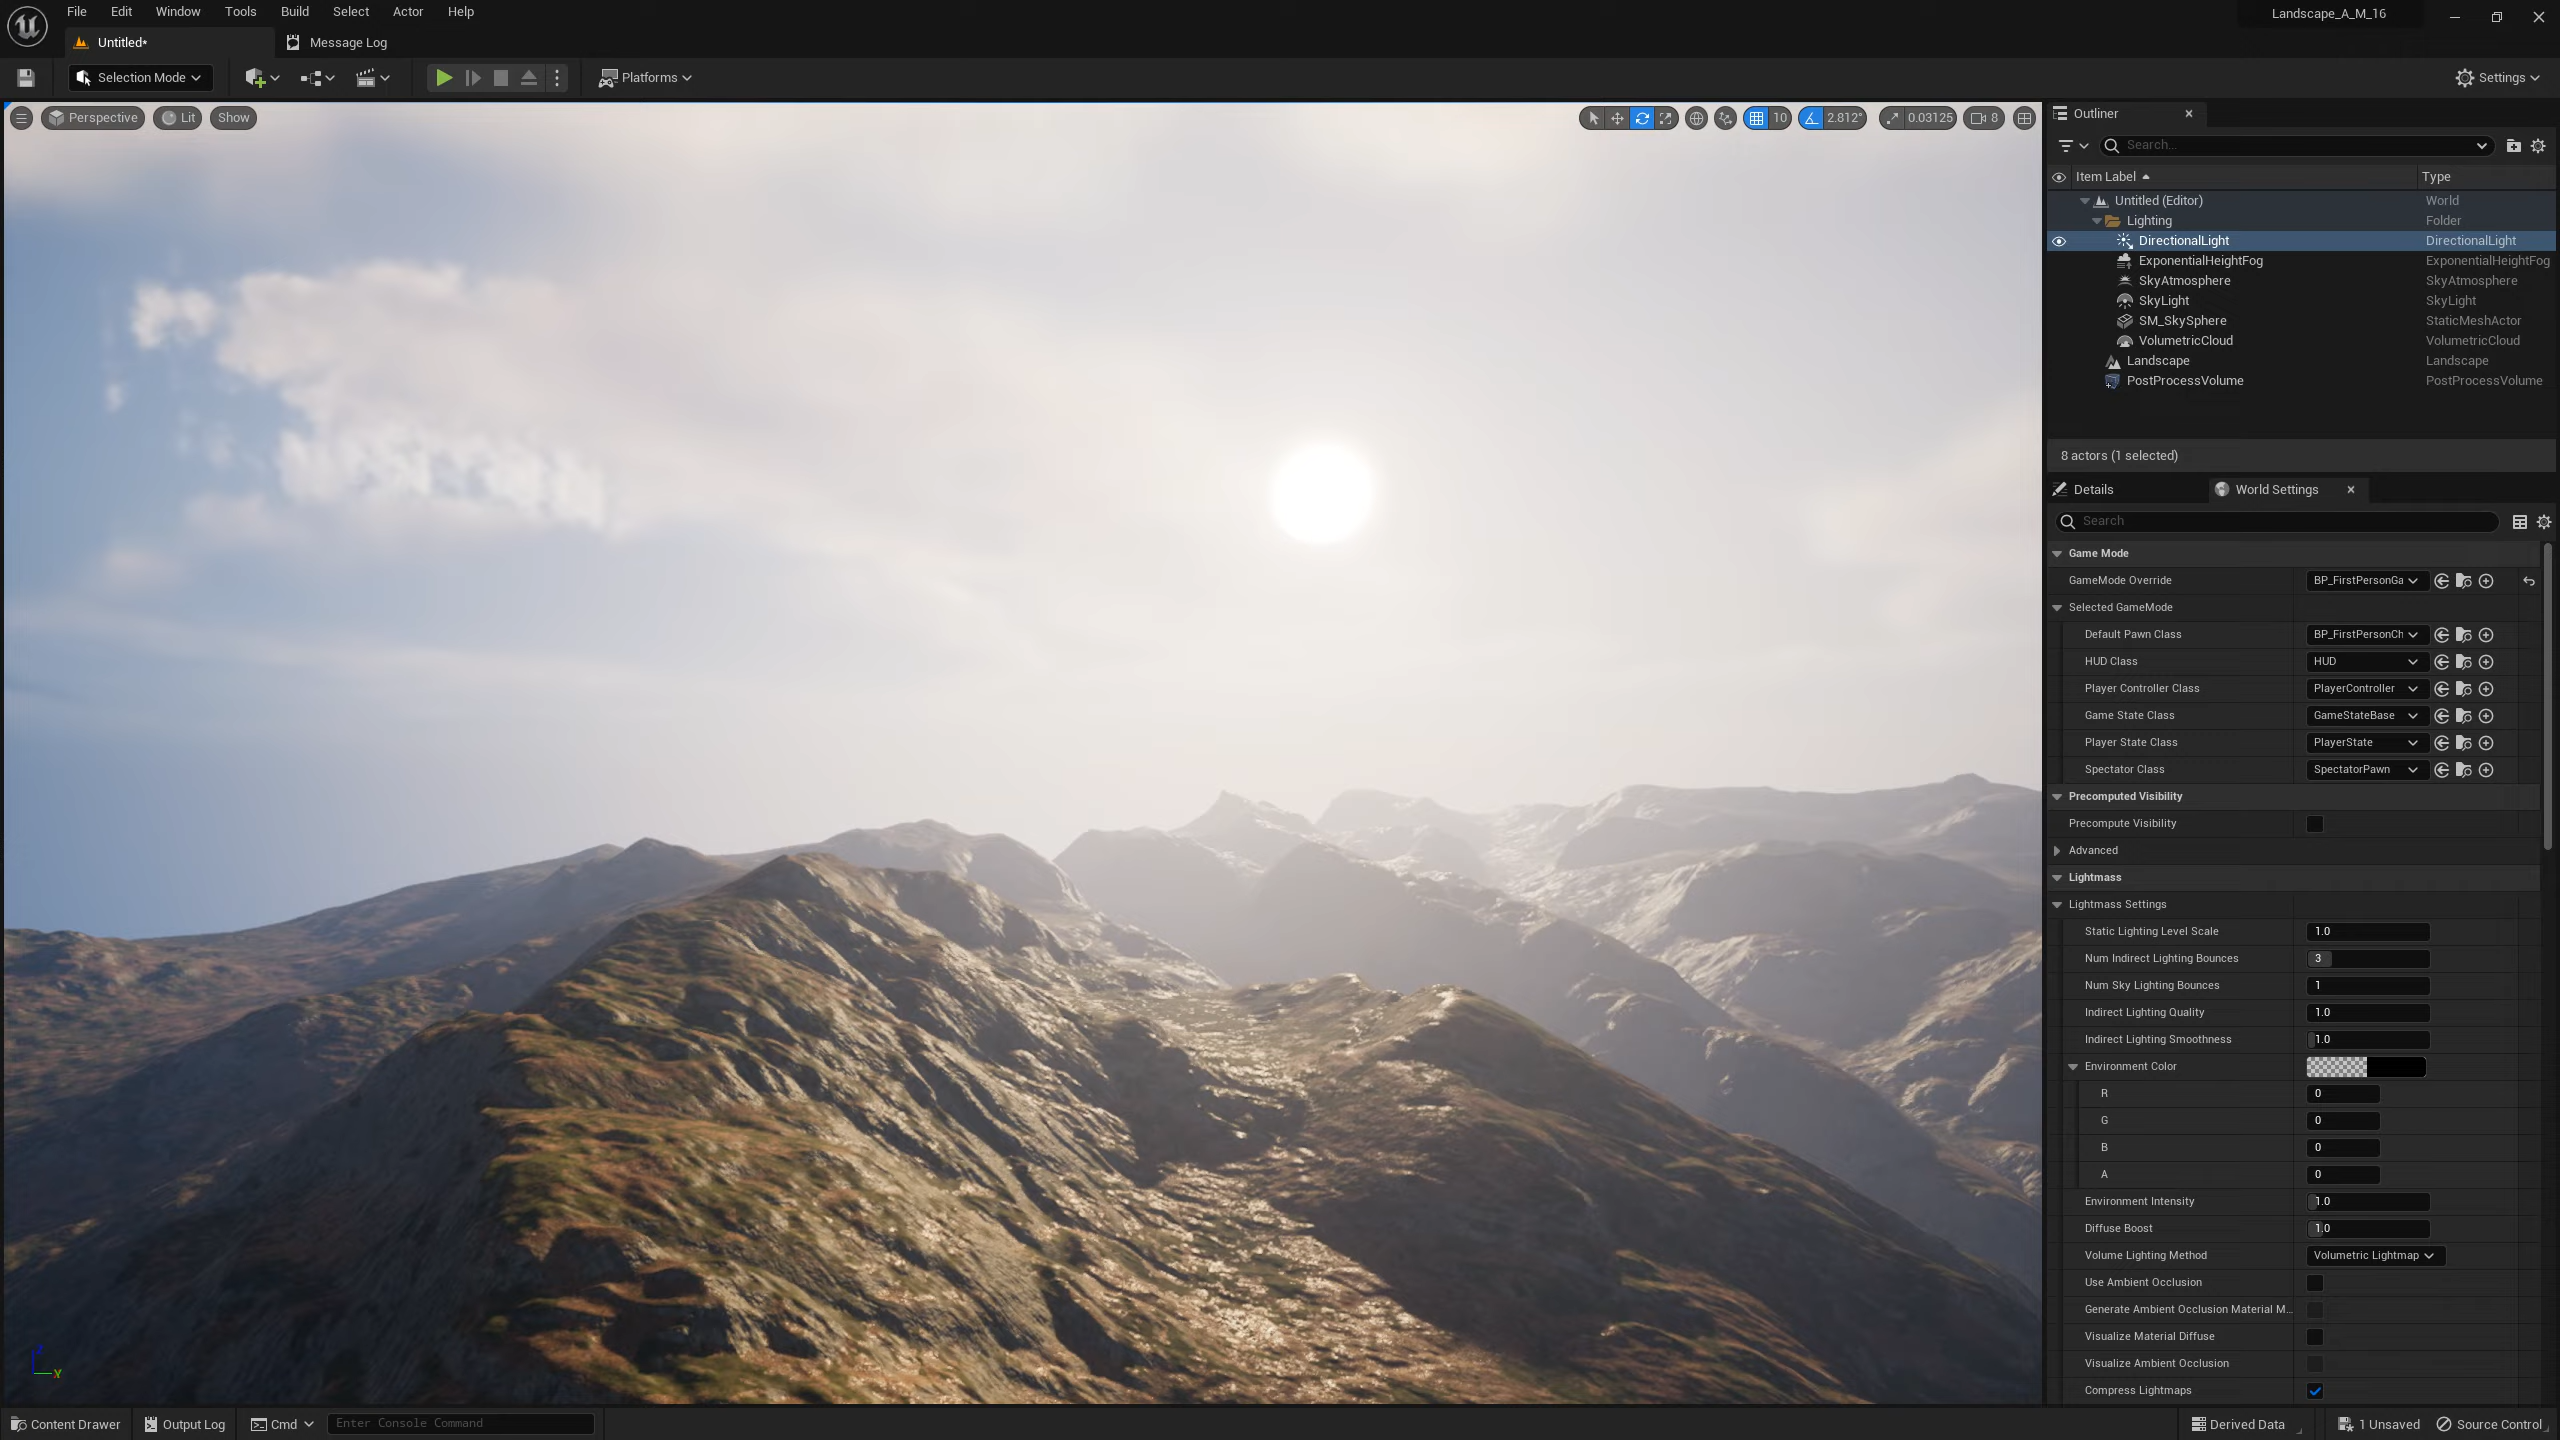 File Edit Window Tools Build Select Actor Help
Landscape_A_M_16
Untitled* Message Log
Selection Mode Platforms Settings
Perspective Lit Show 10 2.812° 0.03125 8
Outliner
Search...
Item Label Type
Untitled (Editor) World
Lighting Folder
DirectionalLight DirectionalLight
ExponentialHeightFog ExponentialHeightFog
SkyAtmosphere SkyAtmosphere
SkyLight SkyLight
SM_SkySphere StaticMeshActor
VolumetricCloud VolumetricCloud
Landscape Landscape
PostProcessVolume PostProcessVolume
8 actors (1 selected)
Details World Settings
Search
Game Mode
GameMode Override BP_FirstPersonGa
Selected GameMode
Default Pawn Class BP_FirstPersonCh
HUD Class HUD
Player Controller Class PlayerController
Game State Class GameStateBase
Player State Class PlayerState
Spectator Class SpectatorPawn
Precomputed Visibility
Precompute Visibility
Advanced
Lightmass
Lightmass Settings
Static Lighting Level Scale 1.0
Num Indirect Lighting Bounces 3
Num Sky Lighting Bounces 1
Indirect Lighting Quality 1.0
Indirect Lighting Smoothness 1.0
Environment Color
R 0
G 0
B 0
A 0
Environment Intensity 1.0
Diffuse Boost 1.0
Volume Lighting Method Volumetric Lightmap
Use Ambient Occlusion
Generate Ambient Occlusion Material M...
Visualize Material Diffuse
Visualize Ambient Occlusion
Compress Lightmaps
Z
Y
Content Drawer Output Log Cmd Enter Console Command Derived Data 1 Unsaved Source Control